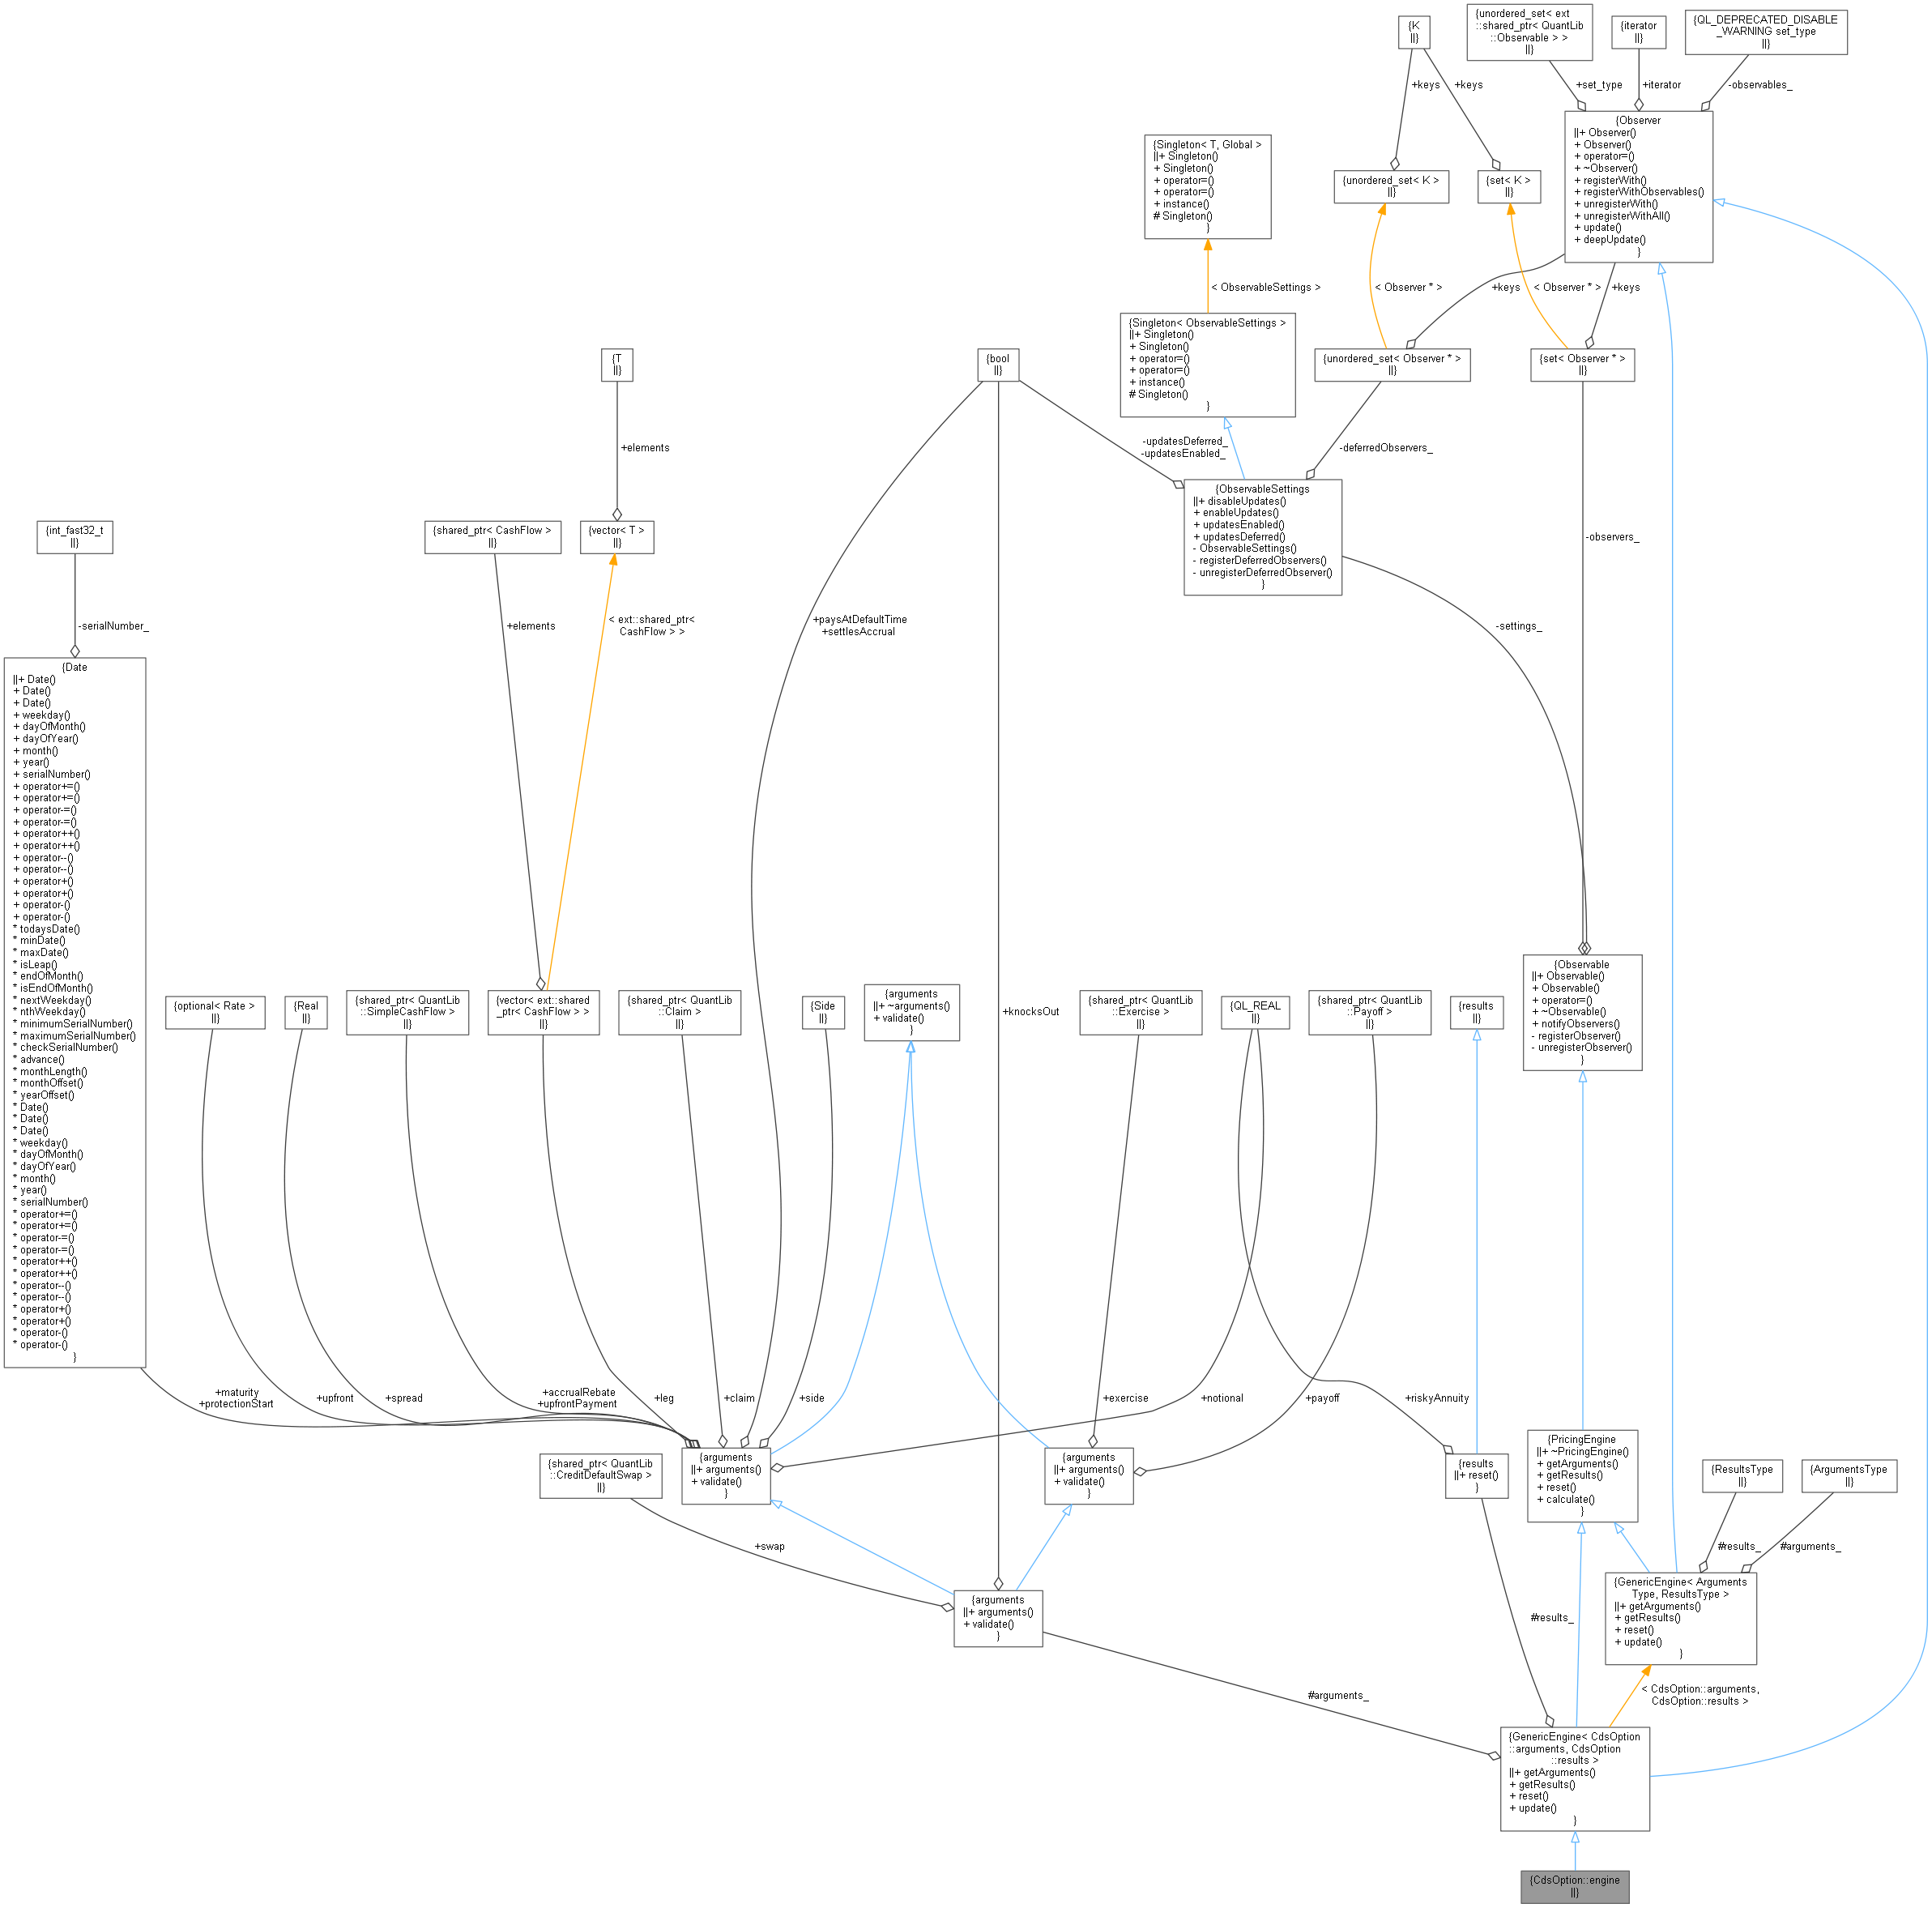 {K
||}
{unordered_set< ext
::shared_ptr< QuantLib
::Observable > >
||}
{iterator
||}
{QL_DEPRECATED_DISABLE
_WARNING set_type
||}
+keys
+keys
+set_type
+iterator
-observables_
{Observer
||+ Observer()
+ Observer()
+ operator=()
+ ~Observer()
+ registerWith()
+ registerWithObservables()
+ unregisterWith()
+ unregisterWithAll()
+ update()
+ deepUpdate()
}
{Singleton< T, Global >
||+ Singleton()
+ Singleton()
+ operator=()
+ operator=()
+ instance()
# Singleton()
}
{unordered_set< K >
||}
{set< K >
||}
< ObservableSettings >
< Observer * >
+keys
< Observer * >
+keys
{Singleton< ObservableSettings >
||+ Singleton()
+ Singleton()
+ operator=()
+ operator=()
+ instance()
# Singleton()
}
{T
||}
{bool
||}
{unordered_set< Observer * >
||}
{set< Observer * >
||}
+elements
-updatesDeferred_
-updatesEnabled_
-deferredObservers_
{ObservableSettings
||+ disableUpdates()
+ enableUpdates()
+ updatesEnabled()
+ updatesDeferred()
- ObservableSettings()
- registerDeferredObservers()
- unregisterDeferredObserver()
}
{int_fast32_t
||}
{shared_ptr< CashFlow >
||}
{vector< T >
||}
-observers_
-serialNumber_
+elements
< ext::shared_ptr<
CashFlow > >
+paysAtDefaultTime
+settlesAccrual
-settings_
{Date
||+ Date()
+ Date()
+ Date()
+ weekday()
+ dayOfMonth()
+ dayOfYear()
+ month()
+ year()
+ serialNumber()
+ operator+=()
+ operator+=()
+ operator-=()
+ operator-=()
+ operator++()
+ operator++()
+ operator--()
+ operator--()
+ operator+()
+ operator+()
+ operator-()
+ operator-()
* todaysDate()
* minDate()
* maxDate()
* isLeap()
* endOfMonth()
* isEndOfMonth()
* nextWeekday()
* nthWeekday()
* minimumSerialNumber()
* maximumSerialNumber()
* checkSerialNumber()
* advance()
* monthLength()
* monthOffset()
* yearOffset()
* Date()
* Date()
* Date()
* weekday()
* dayOfMonth()
* dayOfYear()
* month()
* year()
* serialNumber()
* operator+=()
* operator+=()
* operator-=()
* operator-=()
* operator++()
* operator++()
* operator--()
* operator--()
* operator+()
* operator+()
* operator-()
* operator-()
}
{optional< Rate >
||}
{Real
||}
{shared_ptr< QuantLib
::SimpleCashFlow >
||}
{vector< ext::shared
_ptr< CashFlow > >
||}
{shared_ptr< QuantLib
::Claim >
||}
{Side
||}
{arguments
||+ ~arguments()
+ validate()
}
+knocksOut
{shared_ptr< QuantLib
::Exercise >
||}
{QL_REAL
||}
{shared_ptr< QuantLib
::Payoff >
||}
{results
||}
{Observable
||+ Observable()
+ Observable()
+ operator=()
+ ~Observable()
+ notifyObservers()
- registerObserver()
- unregisterObserver()
}
+maturity
+protectionStart
+upfront
+spread
+accrualRebate
+upfrontPayment
+leg
+claim
+side
+exercise
+notional
+payoff
+riskyAnnuity
{shared_ptr< QuantLib
::CreditDefaultSwap >
||}
{arguments
||+ arguments()
+ validate()
}
{arguments
||+ arguments()
+ validate()
}
{results
||+ reset()
}
{PricingEngine
||+ ~PricingEngine()
+ getArguments()
+ getResults()
+ reset()
+ calculate()
}
{ResultsType
||}
{ArgumentsType
||}
+swap
#results_
#arguments_
{arguments
||+ arguments()
+ validate()
}
#results_
{GenericEngine< Arguments
Type, ResultsType >
||+ getArguments()
+ getResults()
+ reset()
+ update()
}
#arguments_
< CdsOption::arguments,
CdsOption::results >
{GenericEngine< CdsOption
::arguments, CdsOption
::results >
||+ getArguments()
+ getResults()
+ reset()
+ update()
}
{CdsOption::engine
||}